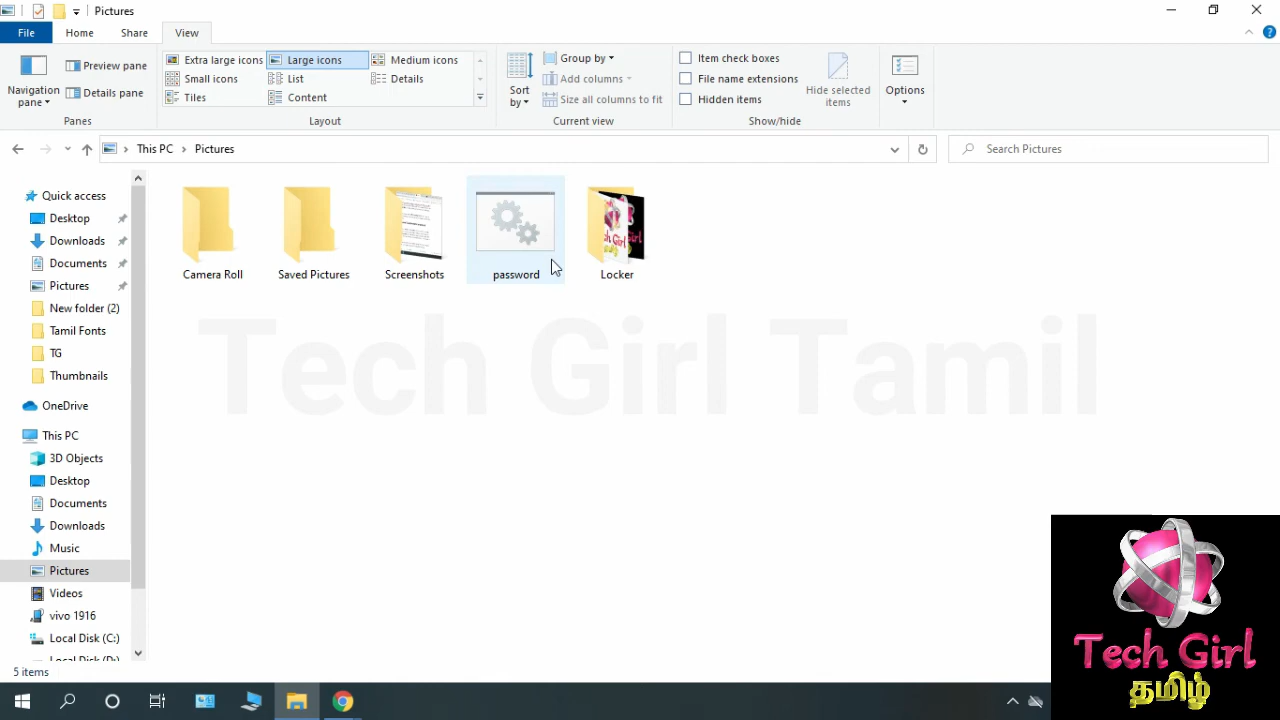 Pictures
File Home Share View
Navigation pane
Preview pane
Details pane
Panes
Extra large icons Large icons Medium icons
Small icons List Details
Tiles Content
Layout
Sort by
Group by
Add columns
Size all columns to fit
Current view
Item check boxes
File name extensions
Hidden items
Hide selected items
Show/hide
Options
This PC Pictures
Search Pictures
Quick access
Desktop
Downloads
Documents
Pictures
New folder (2)
Tamil Fonts
TG
Thumbnails
OneDrive
This PC
3D Objects
Desktop
Documents
Downloads
Music
Pictures
Videos
vivo 1916
Local Disk (C:)
Local Disk (D:)
Camera Roll Saved Pictures Screenshots password Locker
Tech Girl Tamil
5 items
Tech Girl
தமிழ்